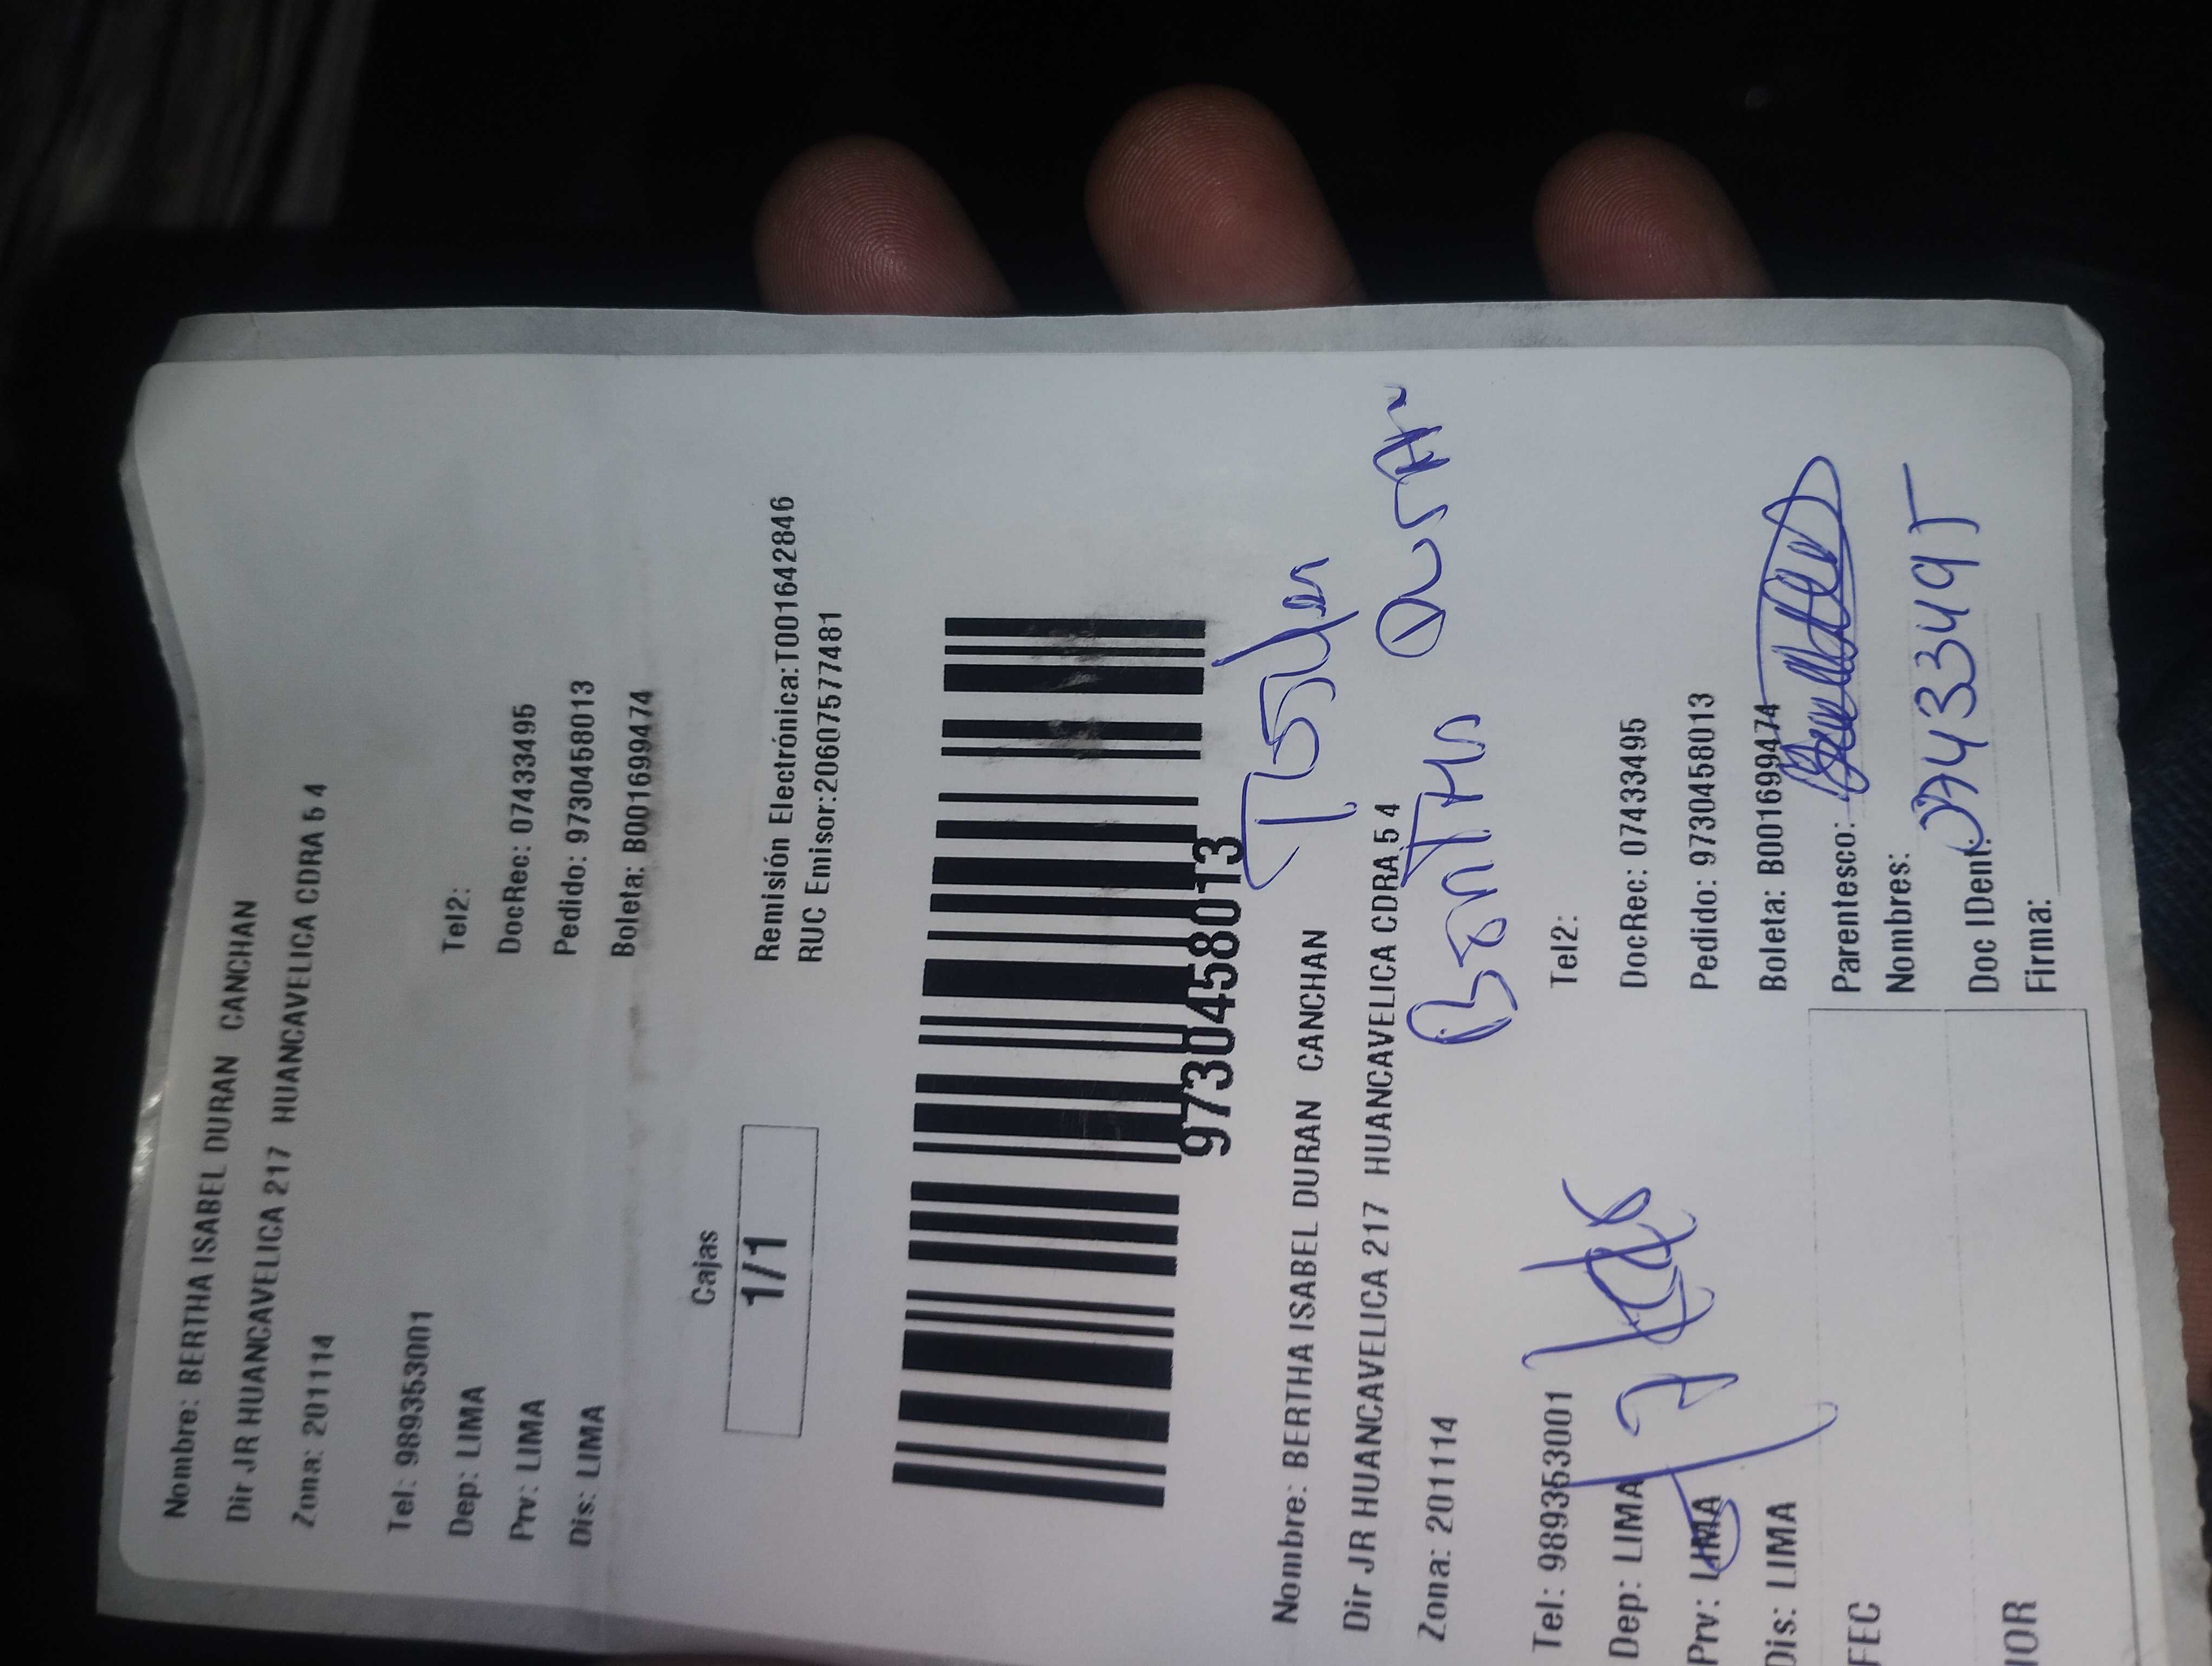 Nombre: BERTHA ISABEL DURAN CANCHAN
Dir JR HUANCAVELICA 217 HUANCAVELICA CDRA 5 4
Zona: 201114
Tel: 989353001 Tel2:
Dep: LIMA DocRec: 07433495
Prv: LIMA Pedido: 9730458013
Dis: LIMA Boleta: B001699474
Cajas
1/1
Remisión Electrónica:T001642846
RUC Emisor:20607577481
9730458013
Nombre: BERTHA ISABEL DURAN CANCHAN
Dir JR HUANCAVELICA 217 HUANCAVELICA CDRA 5 4
Zona: 201114
Tel: 989353001 Tel2:
Dep: LIMA DocRec: 07433495
Prv: LIMA Pedido: 9730458013
Dis: LIMA Boleta: B001699474
FEC Parentesco:
Nombres:
IOR Doc IDent: 07433495
Firma: